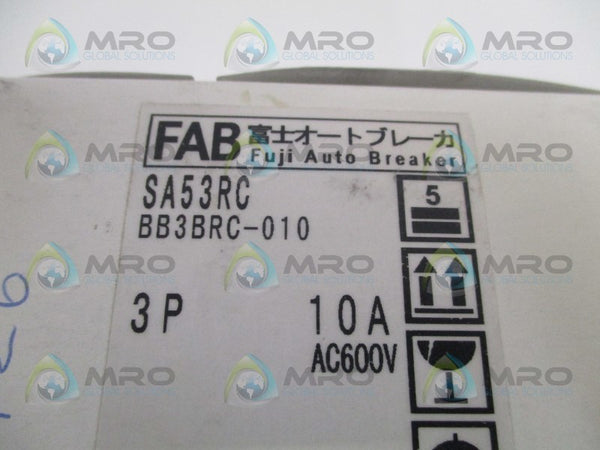 FAB 富士オートブレーカ
Fuji Auto Breaker
SA53RC
BB3BRC-010
5
3P 10A
AC600V
MRO
GLOBAL SOLUTIONS